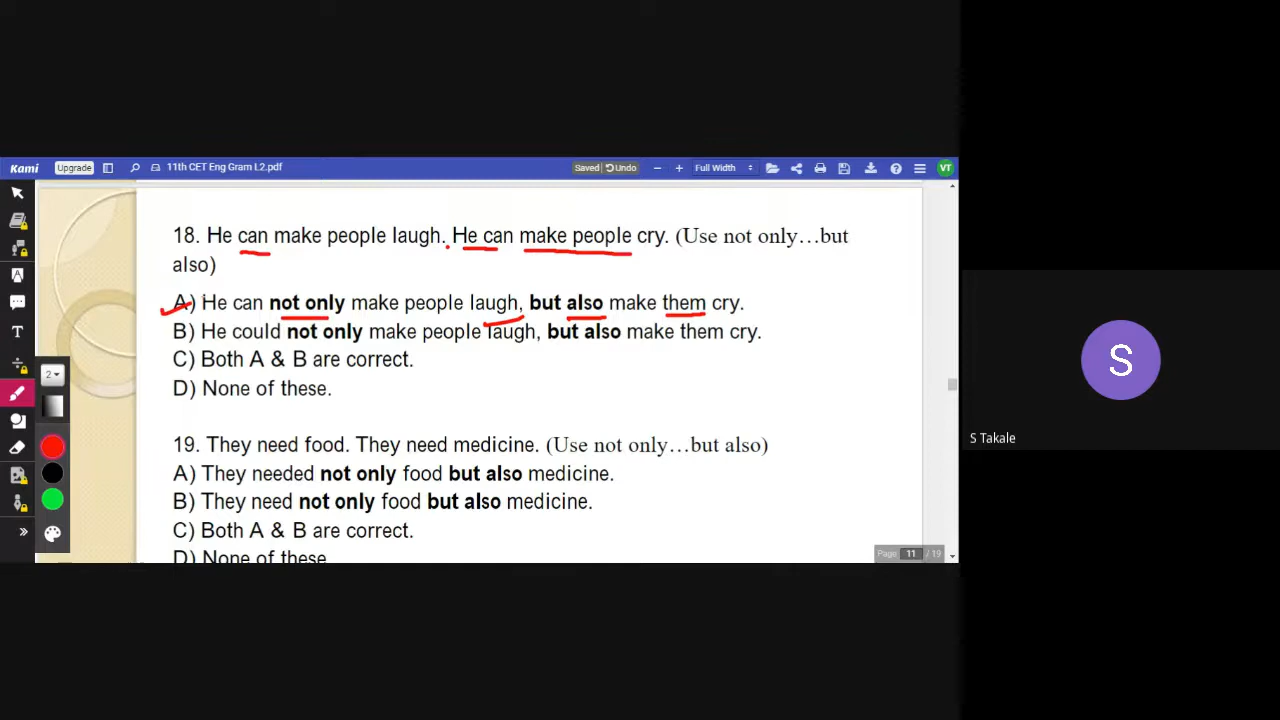 Kami
Upgrade
11th CET Eng Gram L2.pdf
Saved
Undo
Full Width
VT
18. He can make people laugh. He can make people cry. (Use not only…but
also)
A) He can not only make people laugh, but also make them cry.
B) He could not only make people laugh, but also make them cry.
C) Both A & B are correct.
D) None of these.
2
19. They need food. They need medicine. (Use not only…but also)
A) They needed not only food but also medicine.
B) They need not only food but also medicine.
C) Both A & B are correct.
D) None of these
Page 11 / 19
S
S Takale